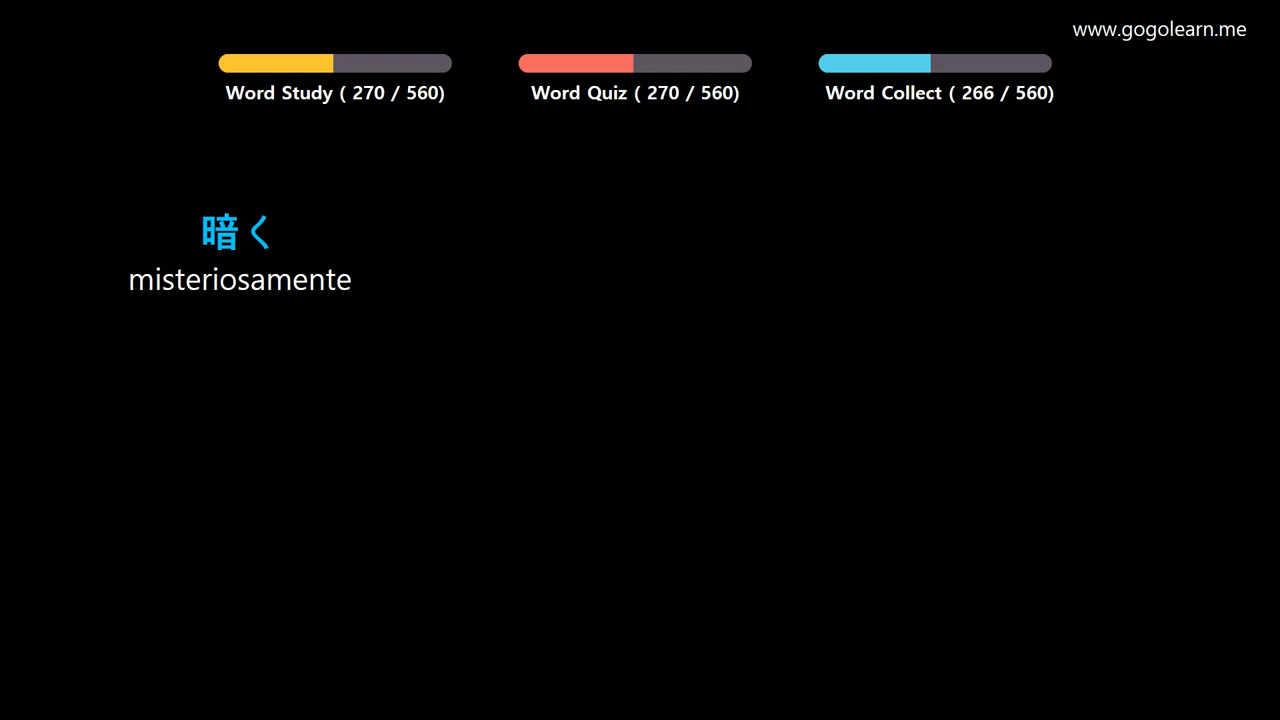 www.gogolearn.me
Word Study ( 270 / 560)
Word Quiz ( 270 / 560)
Word Collect ( 266 / 560)
暗く
misteriosamente